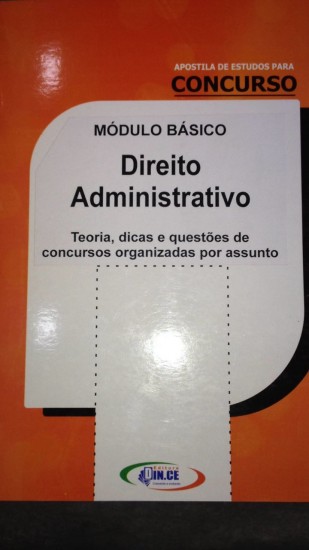 APOSTILA DE ESTUDOS PARA
CONCURSO
MÓDULO BÁSICO
Direito
Administrativo
Teoria, dicas e questões de
concursos organizadas por assunto
Editora
DIN.CE